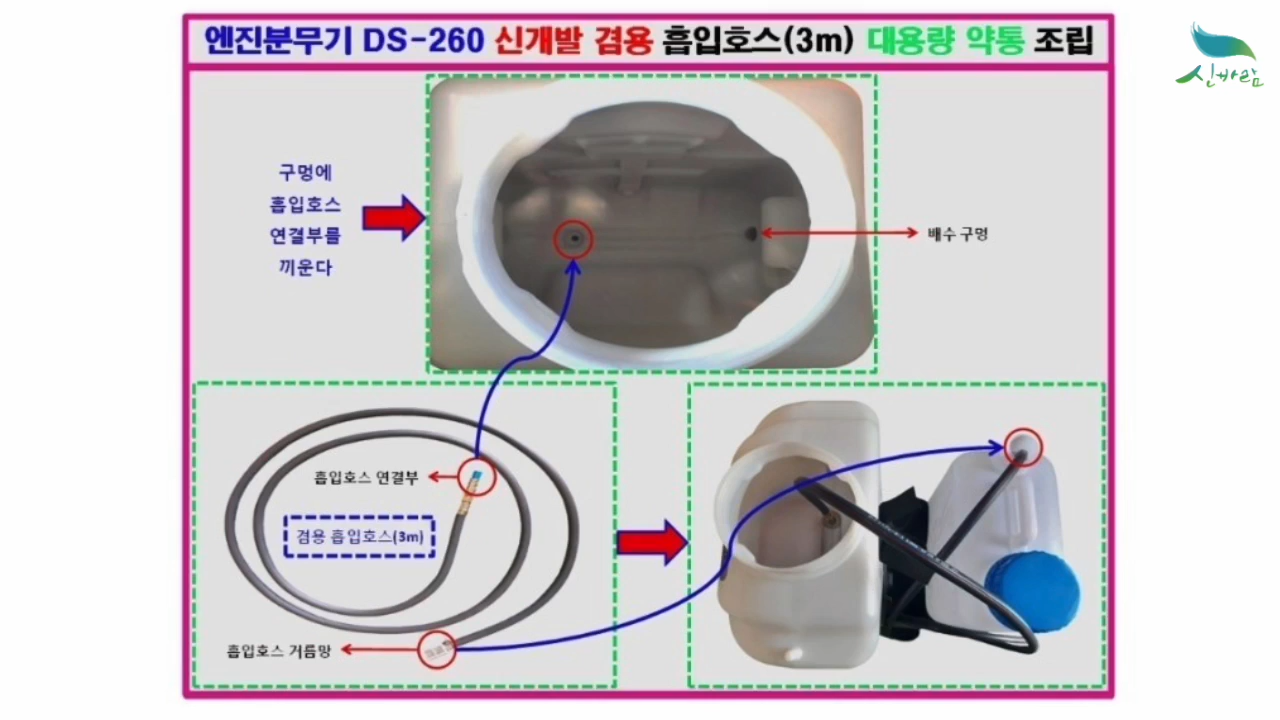 엔진분무기 DS-260 신개발 겸용 흡입호스(3m) 대용량 약통 조립
신바람
구멍에
흡입호스
연결부를
끼운다
배수 구멍
흡입호스 연결부
겸용 흡입호스(3m)
흡입호스 거름망